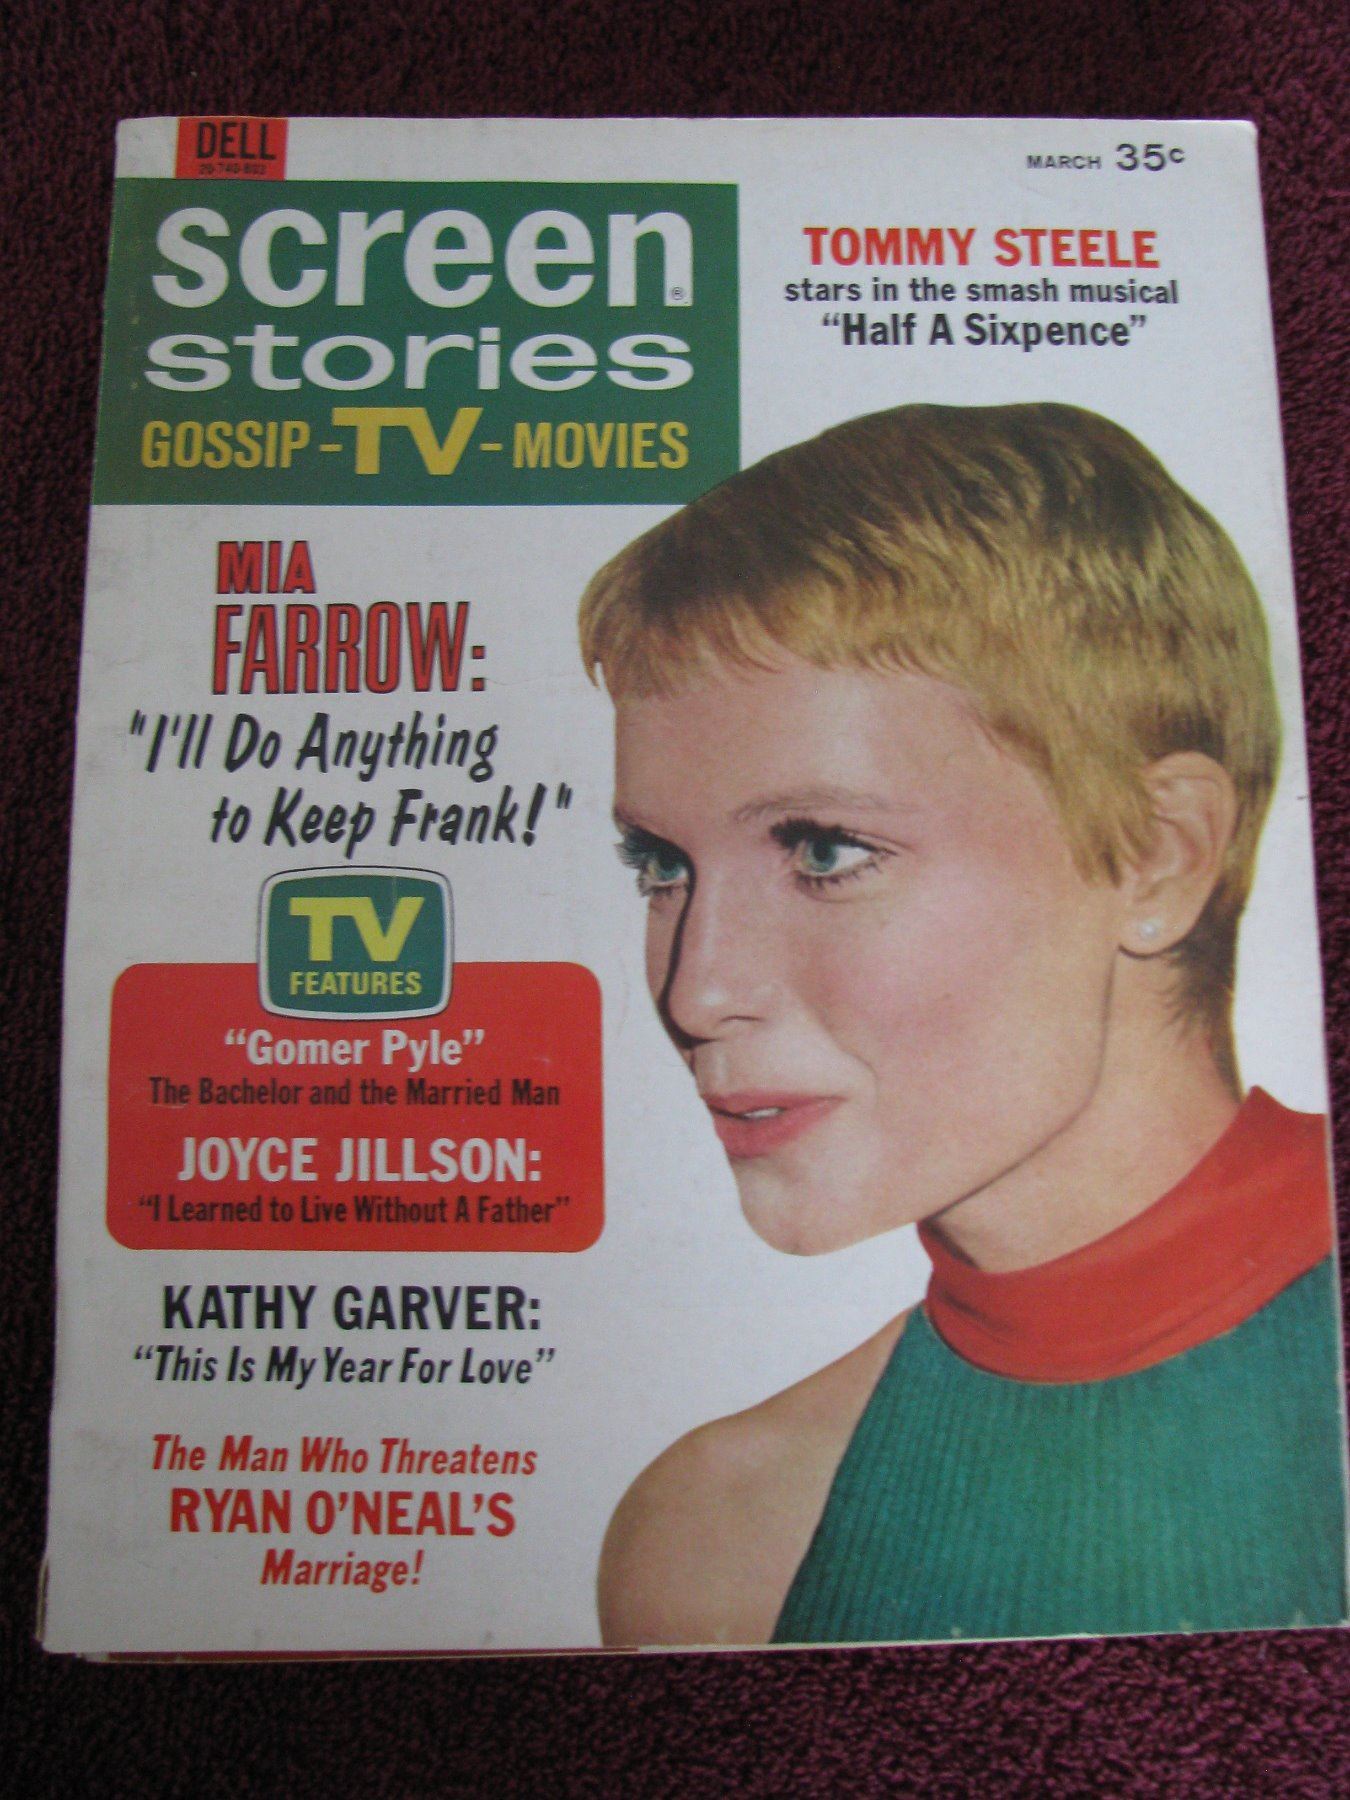 DELL
20-740-803
MARCH 35c
screen®
stories
GOSSIP-TV-MOVIES
TOMMY STEELE
stars in the smash musical
“Half A Sixpence”
MIA
FARROW:
"I'll Do Anything
to Keep Frank!"
TV
FEATURES
“Gomer Pyle”
The Bachelor and the Married Man
JOYCE JILLSON:
“I Learned to Live Without A Father”
KATHY GARVER:
“This Is My Year For Love”
The Man Who Threatens
RYAN O’NEAL’S
Marriage!